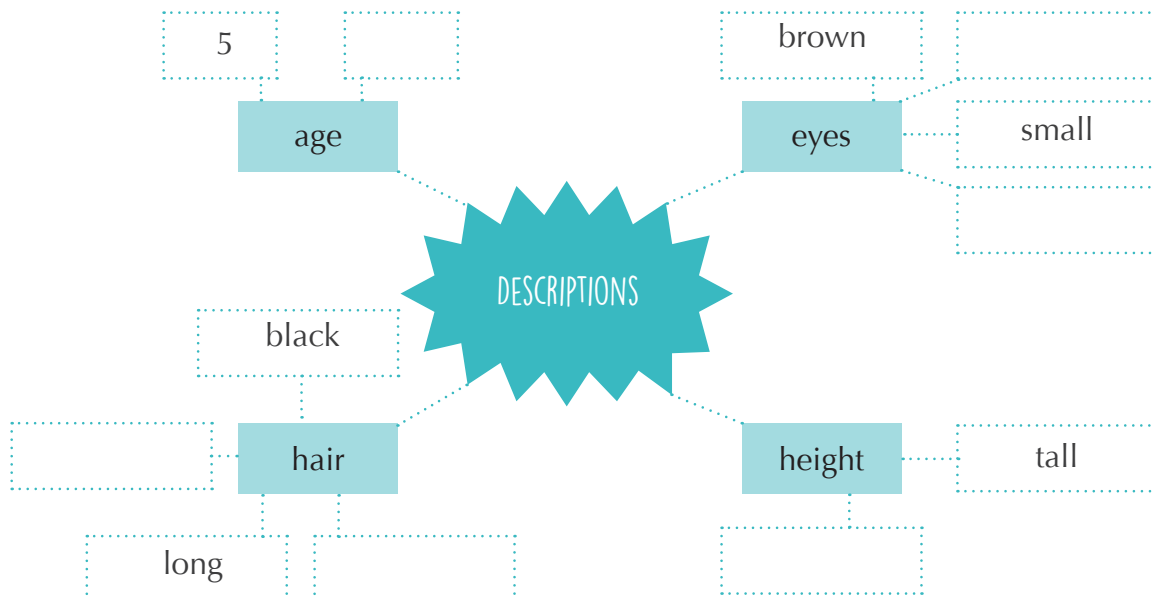 5
brown
age
eyes
small
DESCRIPTIONS
black
hair
height
tall
long